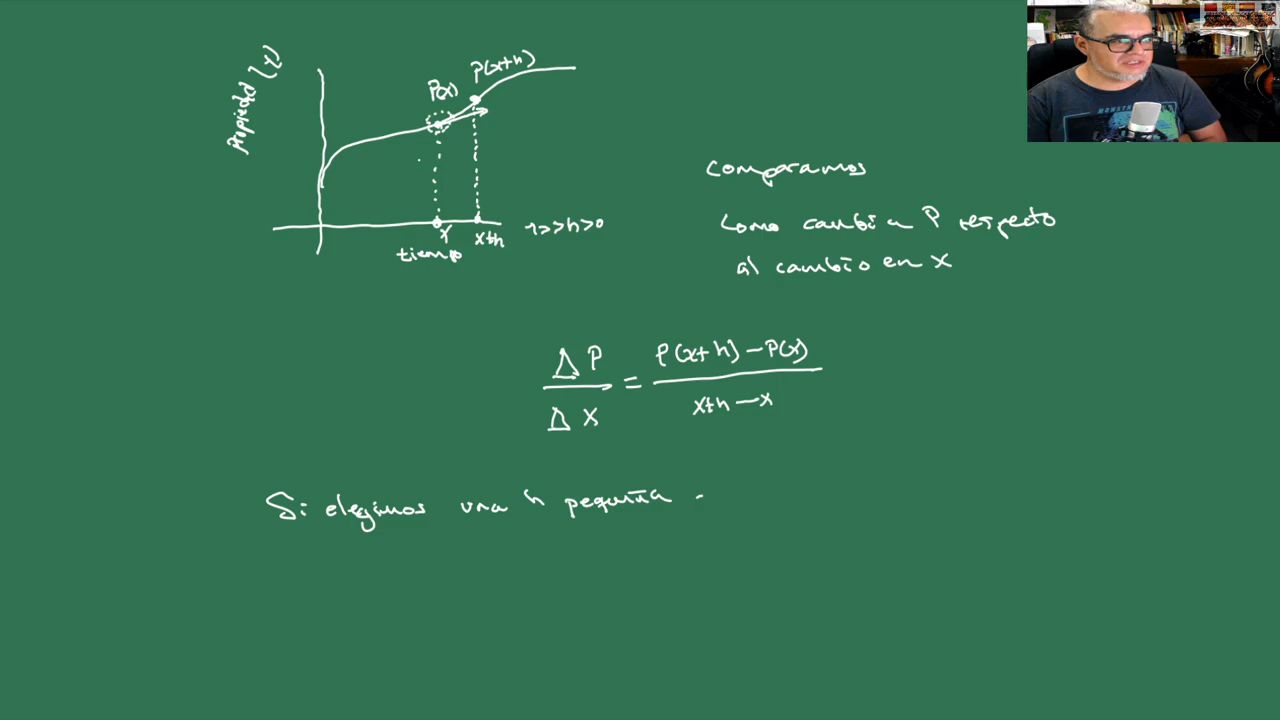 Propiedad (x)
P(x)
P(x+h)
x
x+h
1>>h>0
tiempo
Comparamos
Como cambia P respecto
al cambio en x
ΔP/Δx = P(x+h)-P(x)/x+h-x
Si elegimos una h pequeña